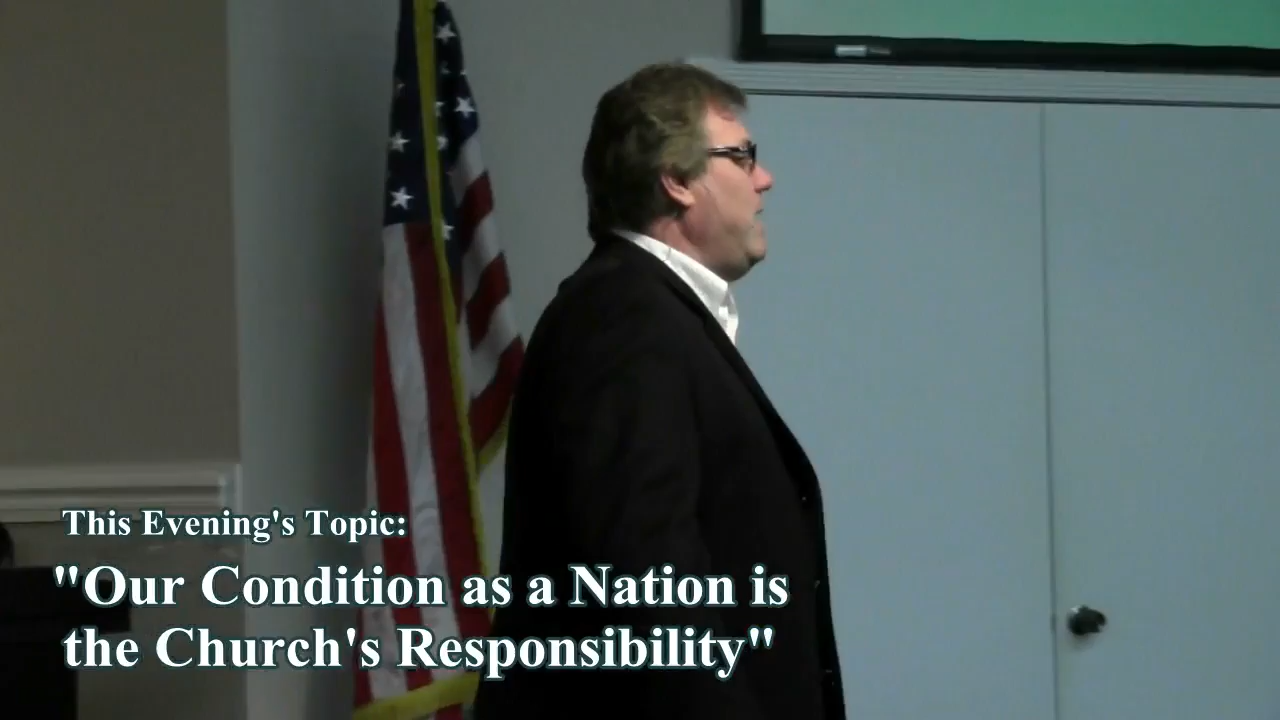 This Evening's Topic:
"Our Condition as a Nation is
the Church's Responsibility"